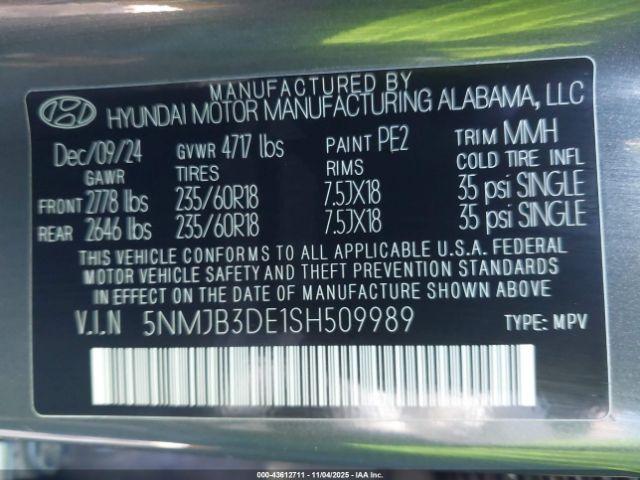 MANUFACTURED BY
HYUNDAI MOTOR MANUFACTURING ALABAMA, LLC
Dec/09/24 GVWR 4717 lbs PAINT PE2 TRIM MMH
GAWR TIRES RIMS COLD TIRE INFL
FRONT 2778 lbs 235/60R18 7.5JX18 35 psi SINGLE
REAR 2646 lbs 235/60R18 7.5JX18 35 psi SINGLE
THIS VEHICLE CONFORMS TO ALL APPLICABLE U.S.A. FEDERAL
MOTOR VEHICLE SAFETY AND THEFT PREVENTION STANDARDS
IN EFFECT ON THE DATE OF MANUFACTURE SHOWN ABOVE
V.I.N 5NMJB3DE1SH509989 TYPE: MPV
000-43612711 - 11/04/2025 - IAA Inc.